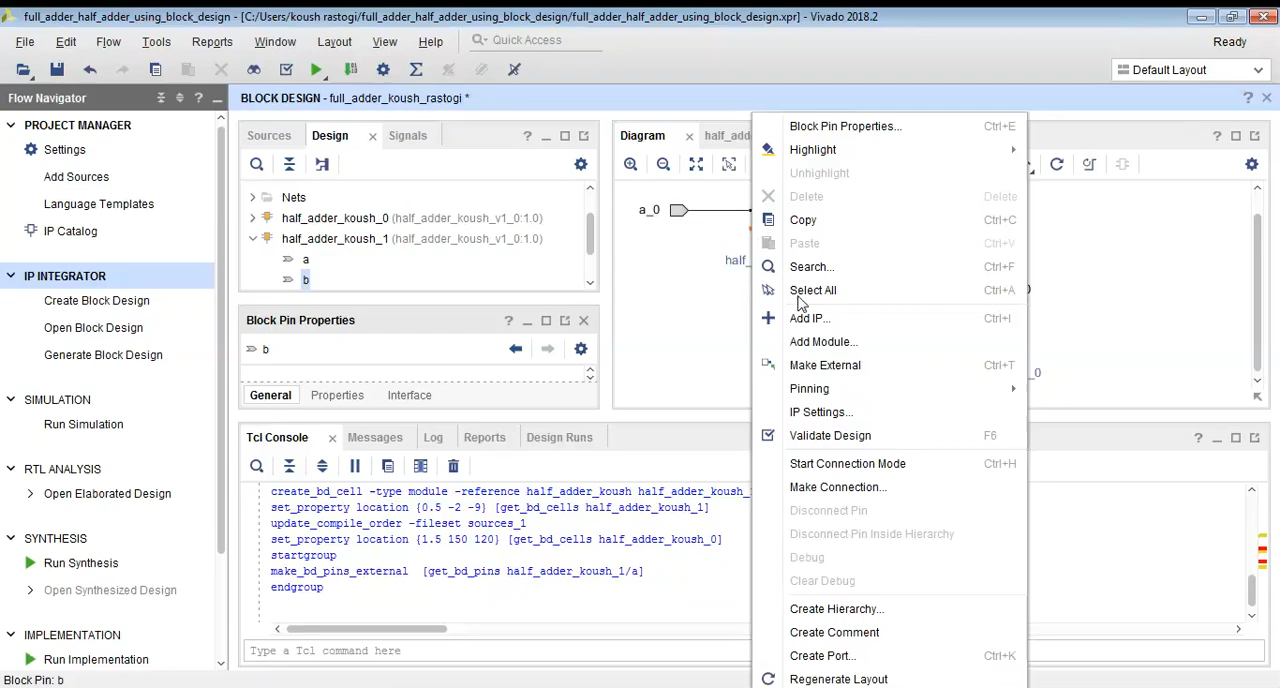 full_adder_half_adder_using_block_design - [C:/Users/koush rastogi/full_adder_half_adder_using_block_design/full_adder_half_adder_using_block_design.xpr] - Vivado 2018.2
File Edit Flow Tools Reports Window Layout View Help Quick Access Ready
Default Layout
Flow Navigator
BLOCK DESIGN - full_adder_koush_rastogi *
PROJECT MANAGER
Settings
Add Sources
Language Templates
IP Catalog
IP INTEGRATOR
Create Block Design
Open Block Design
Generate Block Design
SIMULATION
Run Simulation
RTL ANALYSIS
Open Elaborated Design
SYNTHESIS
Run Synthesis
Open Synthesized Design
IMPLEMENTATION
Run Implementation
Block Pin: b
Sources Design Signals
Nets
half_adder_koush_0 (half_adder_koush_v1_0:1.0)
half_adder_koush_1 (half_adder_koush_v1_0:1.0)
a
b
Block Pin Properties
b
General Properties Interface
Diagram half_add
a_0
half_
0
_0
Block Pin Properties... Ctrl+E
Highlight
Unhighlight
Delete Delete
Copy Ctrl+C
Paste Ctrl+V
Search... Ctrl+F
Select All Ctrl+A
Add IP... Ctrl+I
Add Module...
Make External Ctrl+T
Pinning
IP Settings...
Validate Design F6
Start Connection Mode Ctrl+H
Make Connection...
Disconnect Pin
Disconnect Pin Inside Hierarchy
Debug
Clear Debug
Create Hierarchy...
Create Comment
Create Port... Ctrl+K
Regenerate Layout
Tcl Console Messages Log Reports Design Runs
create_bd_cell -type module -reference half_adder_koush half_adder_koush_
set_property location {0.5 -2 -9} [get_bd_cells half_adder_koush_1]
update_compile_order -fileset sources_1
set_property location {1.5 150 120} [get_bd_cells half_adder_koush_0]
startgroup
make_bd_pins_external [get_bd_pins half_adder_koush_1/a]
endgroup
Type a Tcl command here